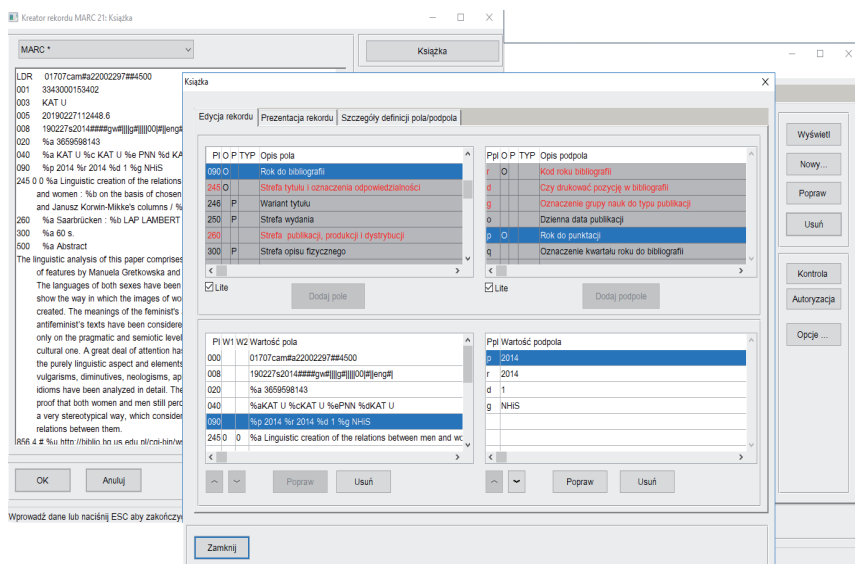 Kreator rekordu MARC 21: Książka
MARC *
Książka
LDR 01707cam#a22002297##4500
001 3343000153402
003 KAT U
005 20190227112448.6
008 190227s2014####gw#||||g#|||||00|#||eng#
020 %a 3659598143
040 %a KAT U %c KAT U %e PNN %d KA
090 %p 2014 %r 2014 %d 1 %g NHiS
245 0 0 %a Linguistic creation of the relations
and women : %b on the basis of chosen
and Janusz Korwin-Mikke's columns / %
260 %a Saarbrücken : %b LAP LAMBERT
300 %a 60 s.
500 %a Abstract
The linguistic analysis of this paper comprises
of features by Manuela Gretkowska and
The languages of both sexes have been
show the way in which the images of wo
created. The meanings of the feminist's
antifeminist's texts have been considere
only on the pragmatic and semiotic level
cultural one. A great deal of attention has
the purely linguistic aspect and elements
vulgarisms, diminutives, neologisms, ap
idioms have been analyzed in detail. The
proof that both women and men still perc
a very stereotypical way, which consider
relations between them.
856 4 # %u http://biblio.bg.us.edu.pl/cgi-bin/w
OK
Anuluj
Wprowadź dane lub naciśnij ESC aby zakończy
Książka
Edycja rekordu
Prezentacja rekordu
Szczegóły definicji pola/podpola
Pl O P TYP Opis pola
090 O Rok do bibliografii
245 O Strefa tytułu i oznaczenia odpowiedzialności
246 P Wariant tytułu
250 P Strefa wydania
260 Strefa publikacji, produkcji i dystrybucji
300 P Strefa opisu fizycznego
Lite
Dodaj pole
Ppl O P TYP Opis podpola
r O Kod roku bibliografii
d Czy drukować pozycję w bibliografii
g Oznaczenie grupy nauk do typu publikacji
o Dzienna data publikacji
p O Rok do punktacji
q Oznaczenie kwartału roku do bibliografii
Lite
Dodaj podpole
Pl W1 W2 Wartość pola
000 01707cam#a22002297##4500
008 190227s2014####gw#||||g#|||||00|#||eng#|
020 %a 3659598143
040 %aKAT U %cKAT U %ePNN %dKAT U
090 %p 2014 %r 2014 %d 1 %g NHiS
245 0 0 %a Linguistic creation of the relations between men and wo
Popraw
Usuń
Ppl Wartość podpola
p 2014
r 2014
d 1
g NHiS
Popraw
Usuń
Zamknij
Wyświetl
Nowy...
Popraw
Usuń
Kontrola
Autoryzacja
Opcje ...